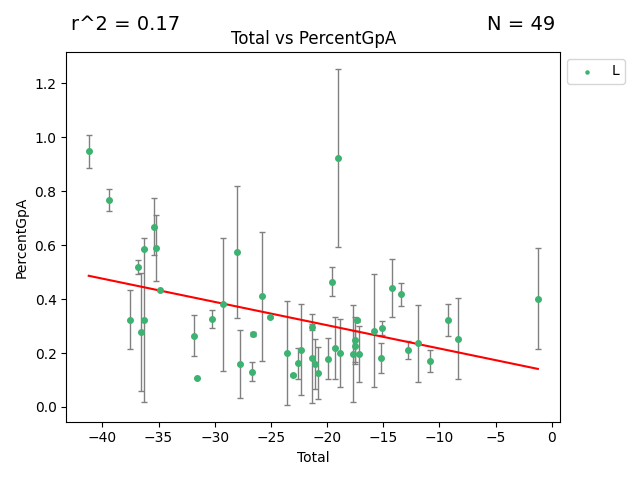 r^2 = 0.17
N = 49
Total vs PercentGpA
L
PercentGpA
1.2
1.0
0.8
0.6
0.4
0.2
0.0
−40 −35 −30 −25 −20 −15 −10 −5 0
Total